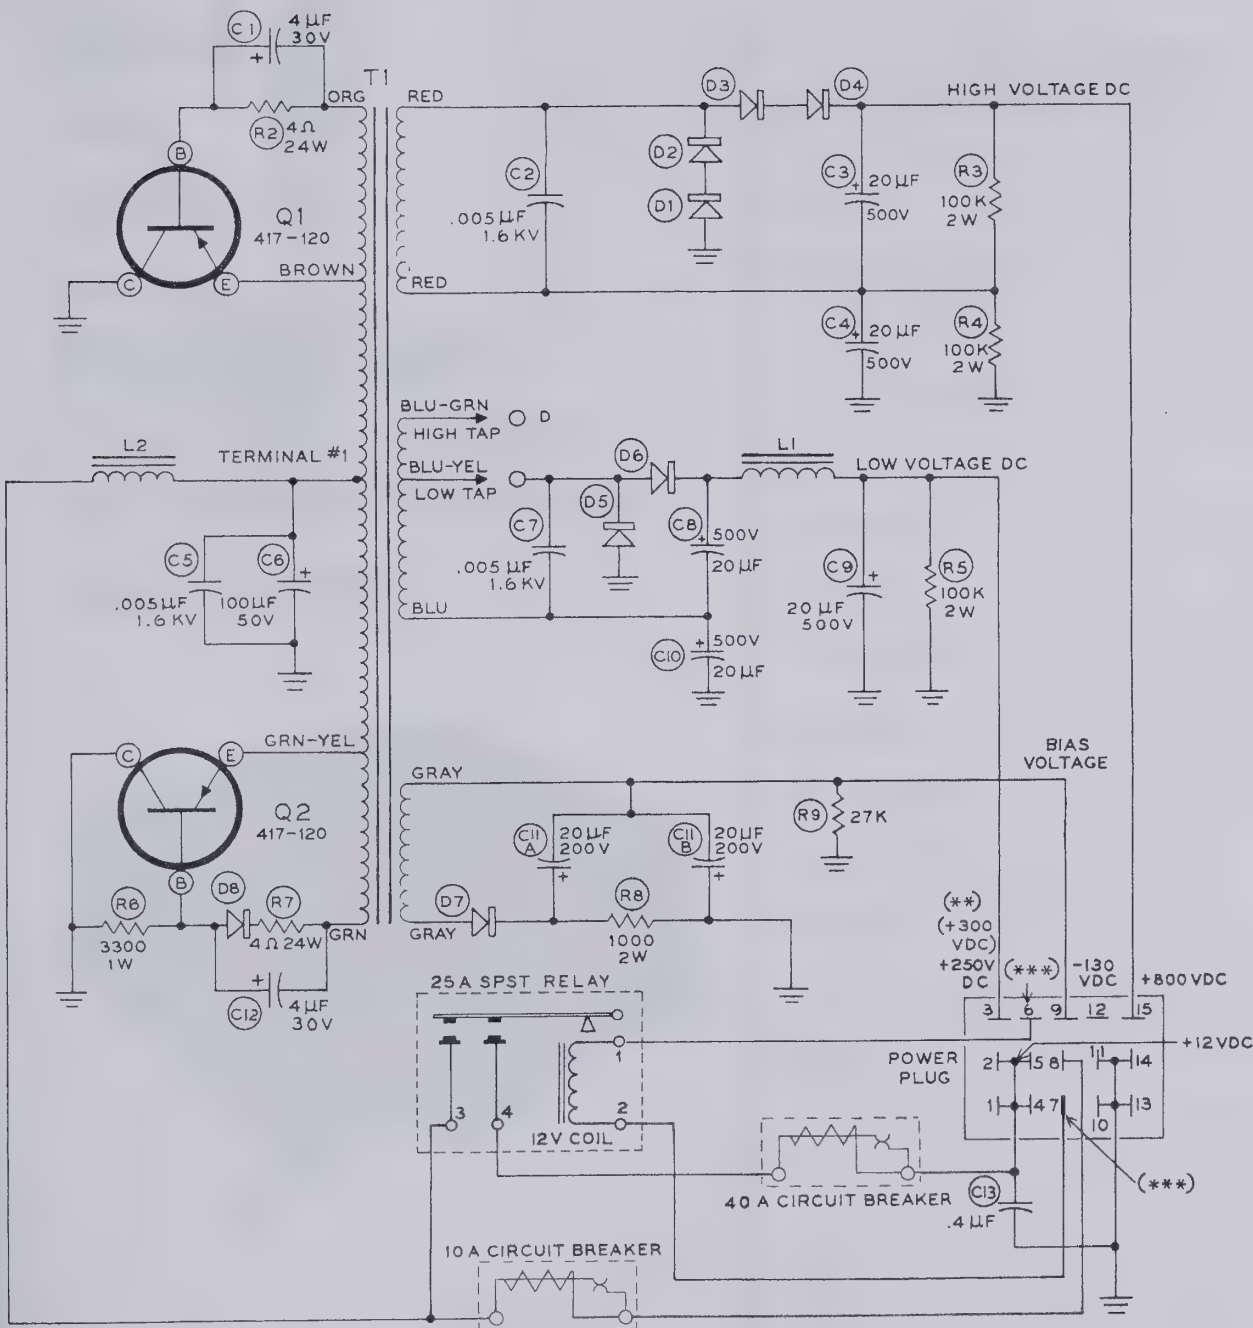 C1
4 µF
30V
T1
ORG
R2
4Ω
24W
B
Q1
417-120
C
E
BROWN
RED
RED
C2
.005 µF
1.6 KV
D3
D4
D2
D1
HIGH VOLTAGE DC
C3
+
20 µF
500V
R3
100K
2W
C4
+
20 µF
500V
R4
100K
2W
L2
TERMINAL #1
C5
.005 µF
1.6 KV
C6
+
100 µF
50V
BLU-GRN
HIGH TAP
D
BLU-YEL
LOW TAP
D6
D5
C7
.005 µF
1.6 KV
C8
+
500V
20 µF
BLU
C10
+
500V
20 µF
L1
LOW VOLTAGE DC
C9
+
20 µF
500V
R5
100K
2W
C
E
GRN-YEL
Q2
417-120
B
R6
3300
1W
D8
R7
4Ω 24W
GRN
C12
+
4 µF
30V
GRAY
C11
A
20 µF
200V
+
C11
B
20 µF
200V
+
R9
27K
D7
GRAY
R8
1000
2W
BIAS
VOLTAGE
(**)
(+300
VDC)
+250V
DC
(***)
-130
VDC
+800VDC
3 6 9 12 15
+12VDC
POWER
PLUG
2 5 8 11 14
1 4 7 10 13
(***)
25A SPST RELAY
1
2
3
4
12V COIL
40 A CIRCUIT BREAKER
C13
.4 µF
10 A CIRCUIT BREAKER